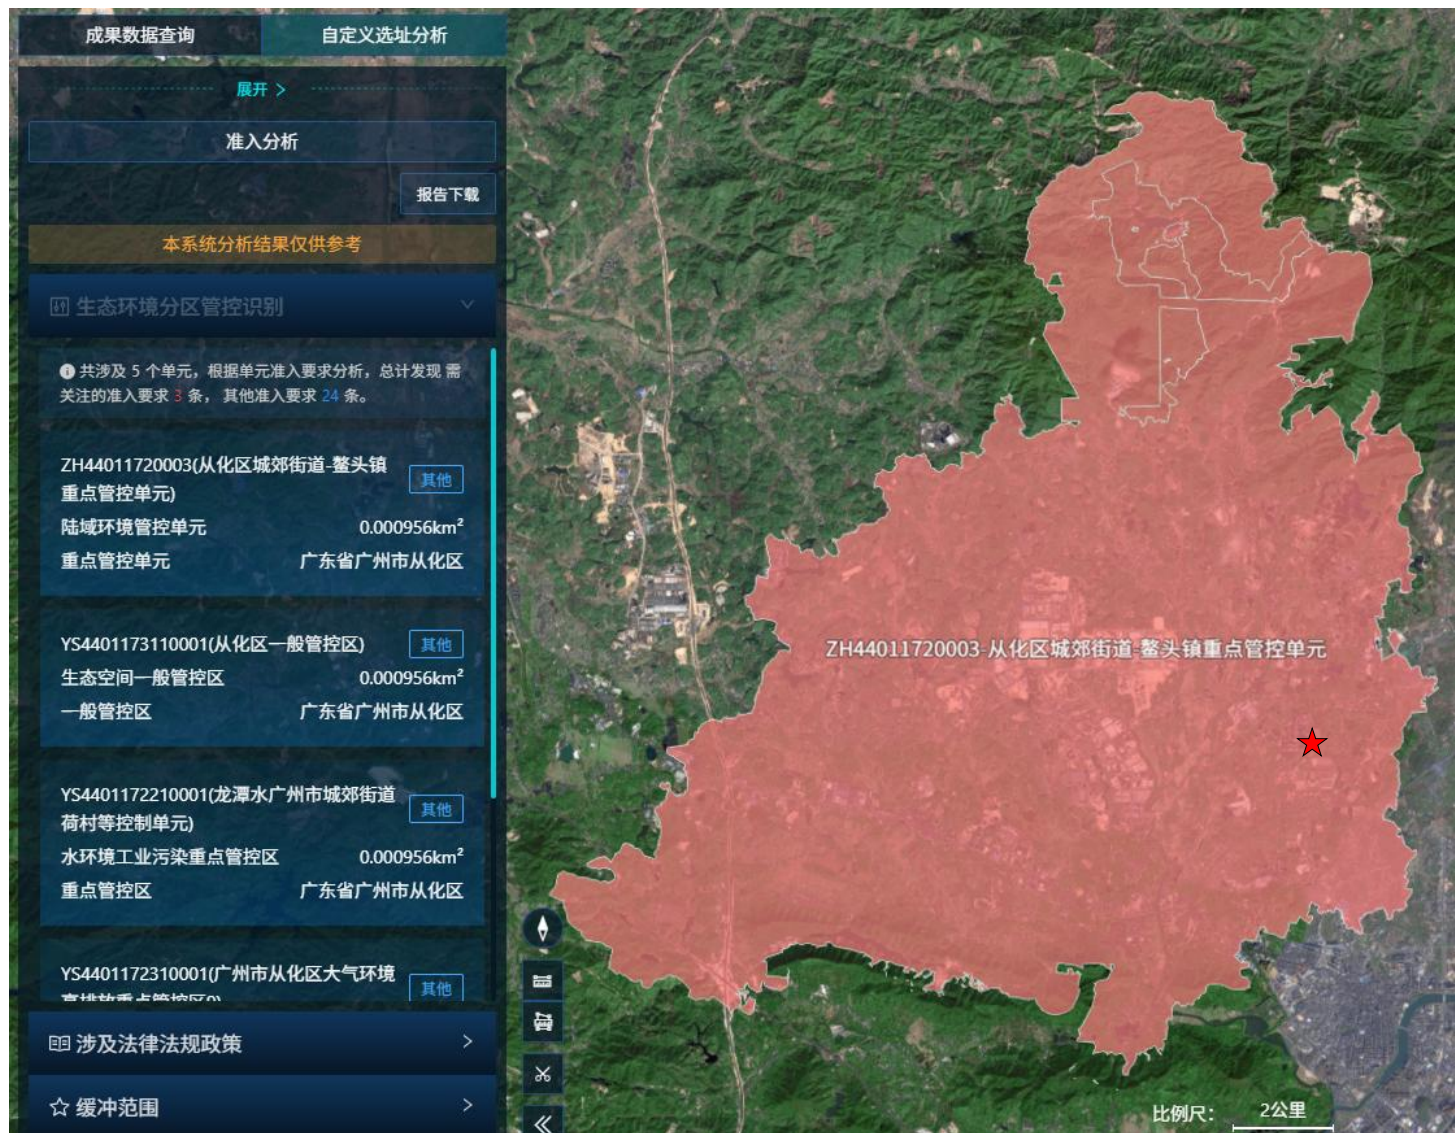 成果数据查询
自定义选址分析
展开 >
准入分析
报告下载
本系统分析结果仅供参考
生态环境分区管控识别
共涉及 5 个单元，根据单元准入要求分析，总计发现 需
关注的准入要求 3 条， 其他准入要求 24 条。
ZH44011720003(从化区城郊街道-鳌头镇
重点管控单元)
其他
陆域环境管控单元 0.000956km²
重点管控单元 广东省广州市从化区
YS4401173110001(从化区一般管控区)
其他
生态空间一般管控区 0.000956km²
一般管控区 广东省广州市从化区
YS4401172210001(龙潭水广州市城郊街道
荷村等控制单元)
其他
水环境工业污染重点管控区 0.000956km²
重点管控区 广东省广州市从化区
YS4401172310001(广州市从化区大气环境
高排放重点管控区9)
其他
涉及法律法规政策 >
缓冲范围 >
ZH44011720003-从化区城郊街道-鳌头镇重点管控单元
比例尺： 2公里